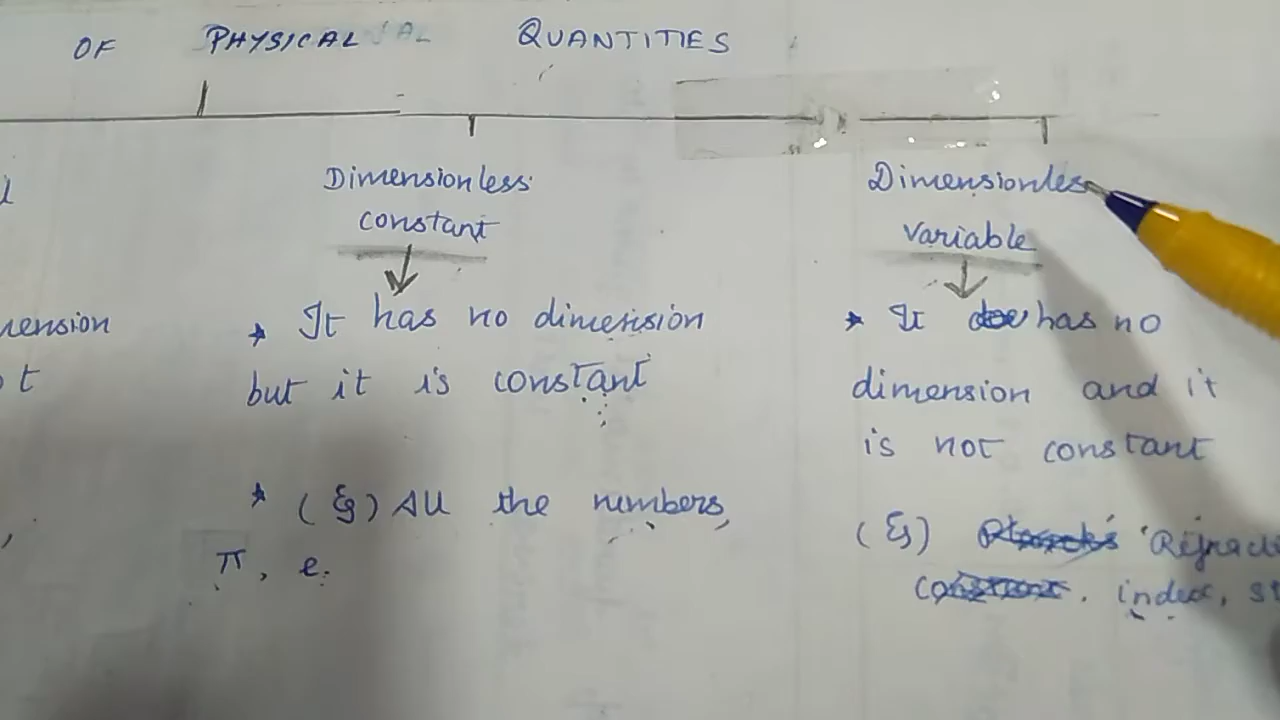 OF PHYSICAL QUANTITIES
Dimensionless
constant
It has no dimension
but it is constant
(Eg) All the numbers,
π, e.
Dimensionless
variable
It has no
dimension and it
is not constant
(Eg)
index,